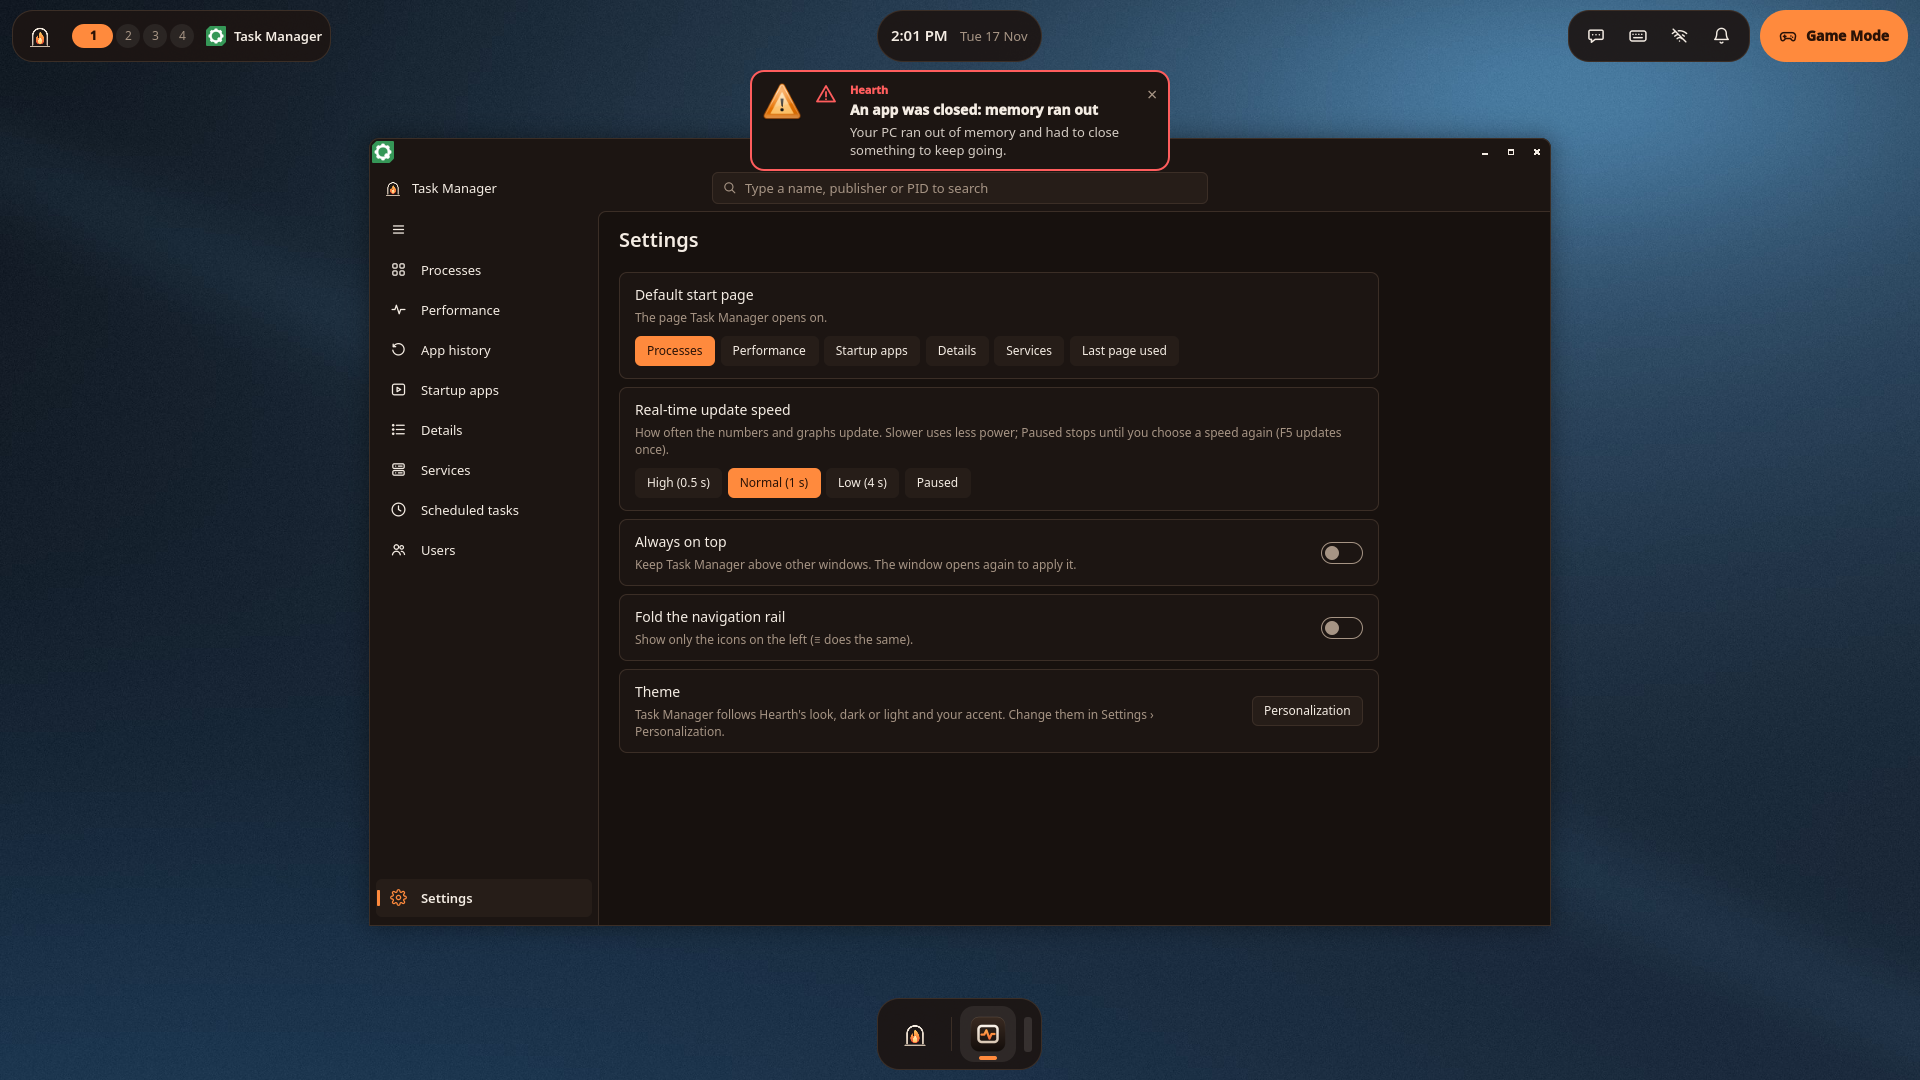 1 2 3 4 Task Manager
2:01 PM Tue 17 Nov
Game Mode
Hearth
An app was closed: memory ran out
Your PC ran out of memory and had to close
something to keep going.
Task Manager
Type a name, publisher or PID to search
Processes
Performance
App history
Startup apps
Details
Services
Scheduled tasks
Users
Settings
Settings
Default start page
The page Task Manager opens on.
Processes Performance Startup apps Details Services Last page used
Real-time update speed
How often the numbers and graphs update. Slower uses less power; Paused stops until you choose a speed again (F5 updates
once).
High (0.5 s) Normal (1 s) Low (4 s) Paused
Always on top
Keep Task Manager above other windows. The window opens again to apply it.
Fold the navigation rail
Show only the icons on the left (≡ does the same).
Theme
Task Manager follows Hearth's look, dark or light and your accent. Change them in Settings ›
Personalization.
Personalization